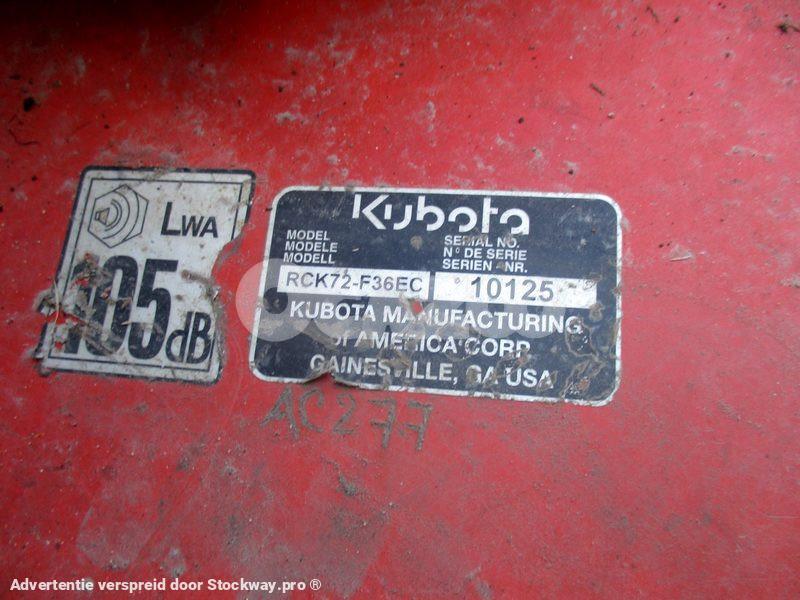 LWA
105dB
Kubota
MODEL
MODELE
MODELL
SERIAL NO.
N° DE SERIE
SERIEN - NR.
RCK72-F36EC
10125
KUBOTA MANUFACTURING
of AMERICA CORP.
GAINESVILLE, GA USA
AC277
Advertentie verspreid door Stockway.pro ®